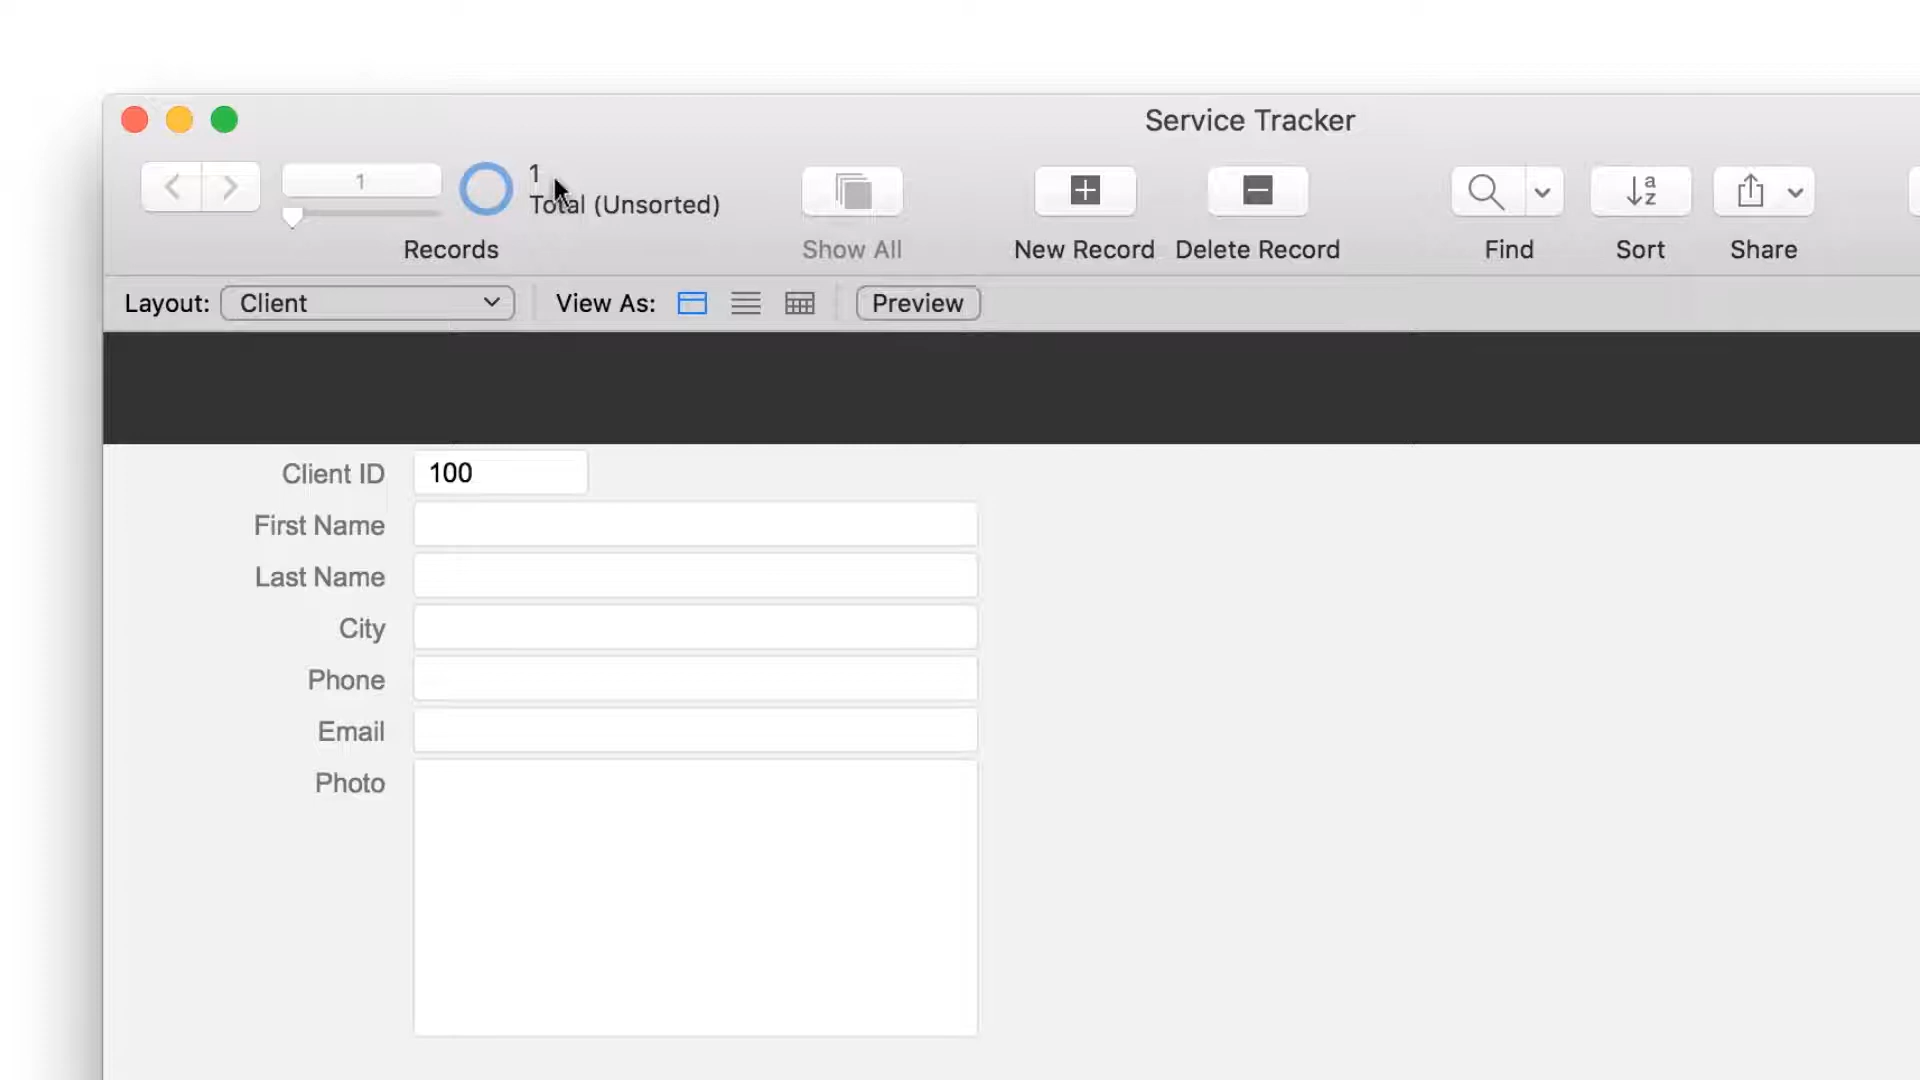 Service Tracker
1
1
Total (Unsorted)
Records
Show All
New Record
Delete Record
Find
a
z
Sort
Share
Layout: Client
View As:
Preview
Client ID 100
First Name
Last Name
City
Phone
Email
Photo